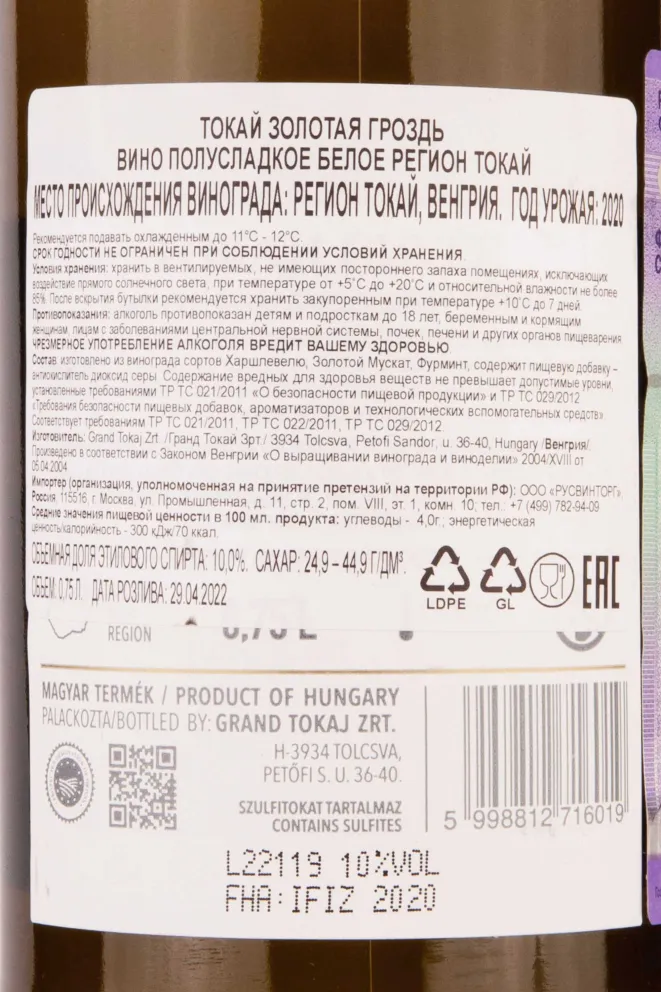 ТОКАЙ ЗОЛОТАЯ ГРОЗДЬ
ВИНО ПОЛУСЛАДКОЕ БЕЛОЕ РЕГИОН ТОКАЙ
МЕСТО ПРОИСХОЖДЕНИЯ ВИНОГРАДА: РЕГИОН ТОКАЙ, ВЕНГРИЯ. ГОД УРОЖАЯ: 2020
Рекомендуется подавать охлажденным до 11°C - 12°C.
СРОК ГОДНОСТИ НЕ ОГРАНИЧЕН ПРИ СОБЛЮДЕНИИ УСЛОВИЙ ХРАНЕНИЯ.
Условия хранения: хранить в вентилируемых, не имеющих постороннего запаха помещениях, исключающих
воздействие прямого солнечного света, при температуре от +5°C до +20°C и относительной влажности не более
85%. После вскрытия бутылки рекомендуется хранить закупоренным при температуре +10°C до 7 дней.
Противопоказания: алкоголь противопоказан детям и подросткам до 18 лет, беременным и кормящим
женщинам, лицам с заболеваниями центральной нервной системы, почек, печени и других органов пищеварения
ЧРЕЗМЕРНОЕ УПОТРЕБЛЕНИЕ АЛКОГОЛЯ ВРЕДИТ ВАШЕМУ ЗДОРОВЬЮ.
Состав: изготовлено из винограда сортов Харшлевелю, Золотой Мускат, Фурминт, содержит пищевую добавку -
антиокислитель диоксид серы. Содержание вредных для здоровья веществ не превышает допустимые уровни,
установленные требованиями ТР ТС 021/2011 «О безопасности пищевой продукции» и ТР ТС 029/2012
«Требования безопасности пищевых добавок, ароматизаторов и технологических вспомогательных средств».
Соответствует требованиям ТР ТС 021/2011, ТР ТС 022/2011, ТР ТС 029/2012.
Изготовитель: Grand Tokaj Zrt. /Гранд Токай Зрт./ 3934 Tolcsva, Petofi Sandor, u. 36-40, Hungary /Венгрия/.
Произведено в соответствии с Законом Венгрии «О выращивании винограда и виноделии» 2004/XVIII от
05.04.2004
Импортер (организация, уполномоченная на принятие претензий на территории РФ): ООО «РУСВИНТОРГ»,
Россия, 115516, г. Москва, ул. Промышленная, д. 11, стр. 2, пом. VIII, эт. 1, комн. 10, тел.: +7 (499) 782-94-09
Средние значения пищевой ценности в 100 мл. продукта: углеводы - 4,0г.; энергетическая
ценность/калорийность - 300 кДж/70 ккал.
ОБЪЕМНАЯ ДОЛЯ ЭТИЛОВОГО СПИРТА: 10,0%. САХАР: 24,9 – 44,9 Г/ДМ³.
ОБЪЕМ: 0,75 Л. ДАТА РОЗЛИВА: 29.04.2022
LDPE GL EAC
REGION 0,75 L
MAGYAR TERMÉK / PRODUCT OF HUNGARY
PALACKOZTA/BOTTLED BY: GRAND TOKAJ ZRT.
H-3934 TOLCSVA,
PETŐFI S. U. 36-40.
SZULFITOKAT TARTALMAZ
CONTAINS SULFITES
5 998812 716019
L22119 10%VOL
FHA:IFIZ 2020